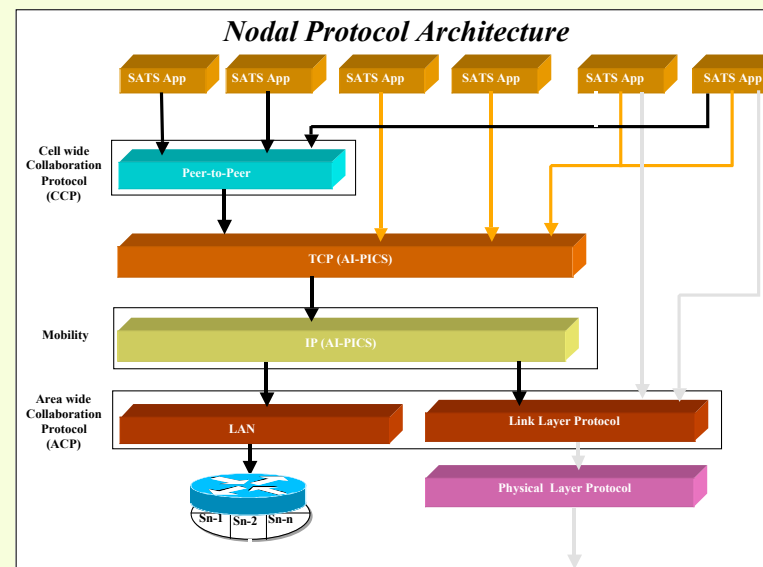 Nodal Protocol Architecture
SATS App
SATS App
SATS App
SATS App
SATS App
SATS App
Cell wide
Collaboration
Protocol
(CCP)
Peer-to-Peer
TCP (AI-PICS)
Mobility
IP (AI-PICS)
Area wide
Collaboration
Protocol
(ACP)
LAN
Link Layer Protocol
Physical Layer Protocol
Sn-1 Sn-2 Sn-n